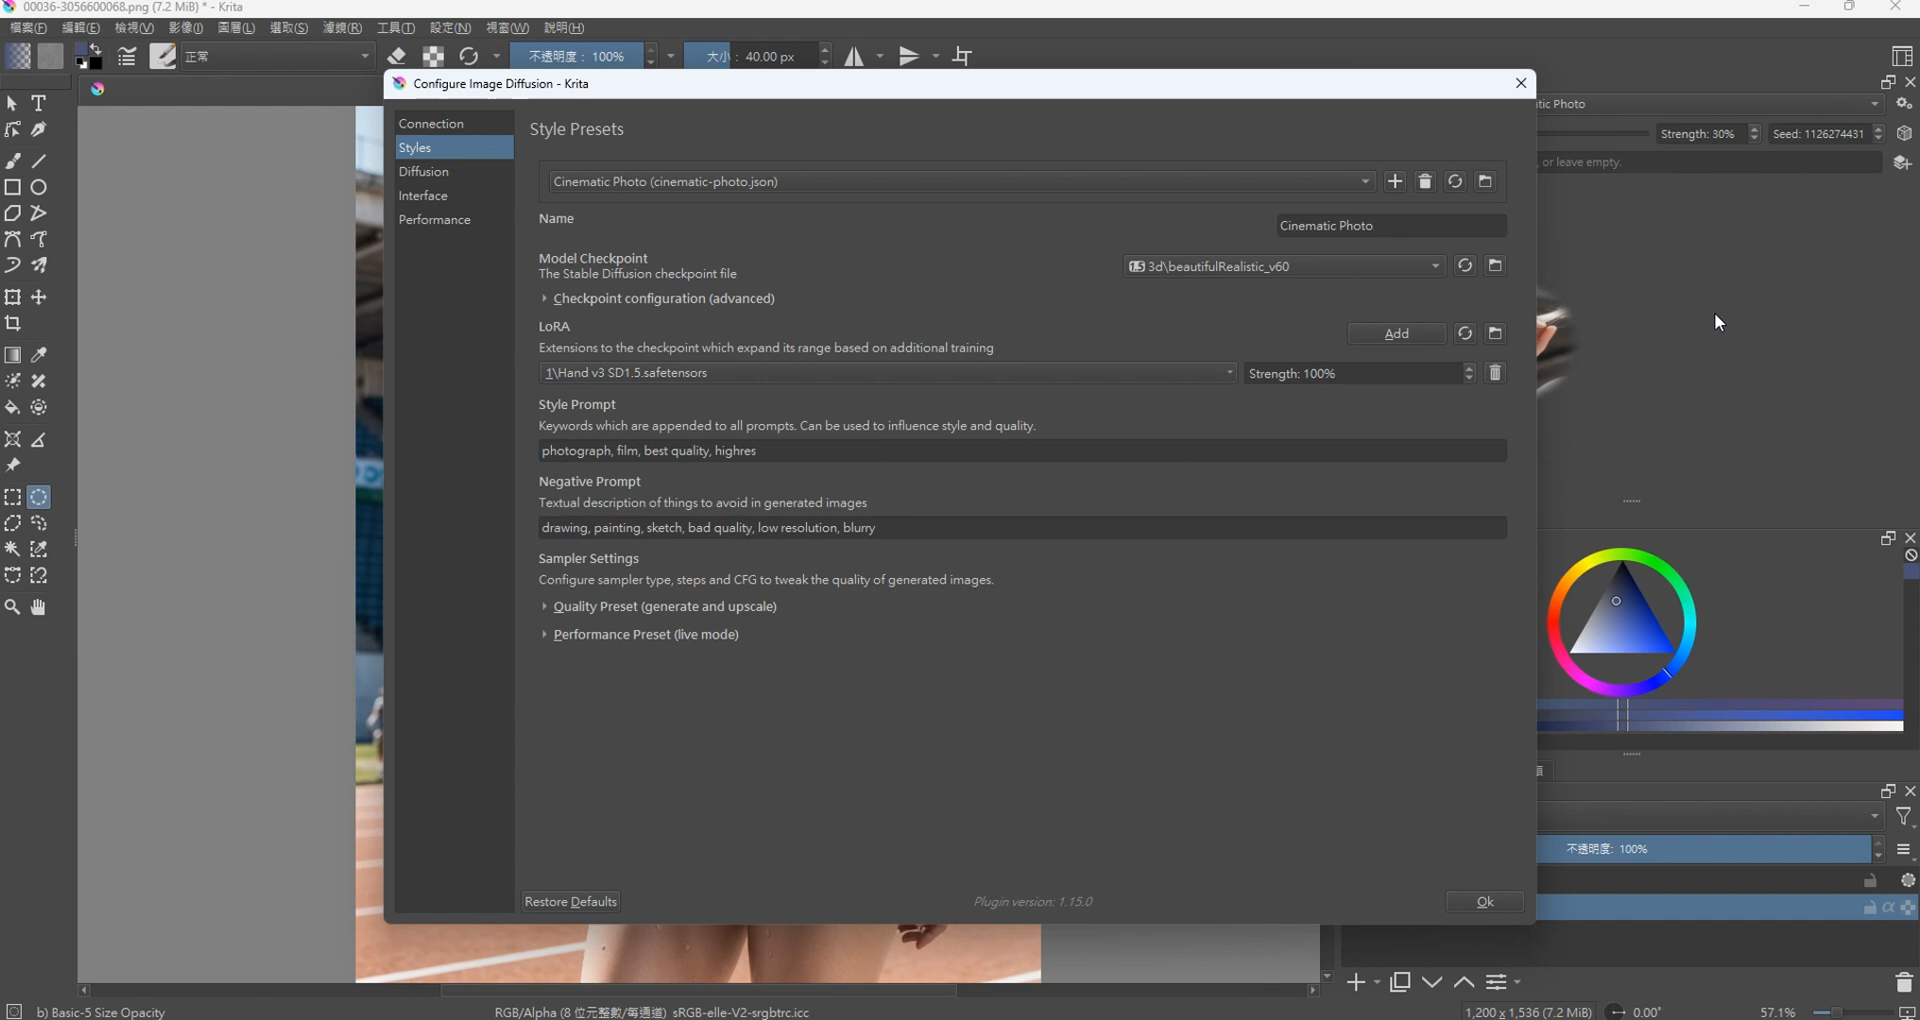 00036-3056600068.png (7.2 MiB) * - Krita
檔案(F) 編輯(E) 檢視(V) 影像(I) 圖層(L) 選取(S) 濾鏡(R) 工具(T) 設定(N) 視窗(W) 說明(H)
正常 不透明度: 100% 大小: 40.00 px
Configure Image Diffusion - Krita
tic Photo
Strength: 30% Seed: 1126274431
, or leave empty.
Connection
Styles
Diffusion
Interface
Performance
Style Presets
Cinematic Photo (cinematic-photo.json)
Name
Cinematic Photo
Model Checkpoint
The Stable Diffusion checkpoint file
1.5 3d\beautifulRealistic_v60
Checkpoint configuration (advanced)
LoRA
Add
Extensions to the checkpoint which expand its range based on additional training
1\Hand v3 SD1.5.safetensors Strength: 100%
Style Prompt
Keywords which are appended to all prompts. Can be used to influence style and quality.
photograph, film, best quality, highres
Negative Prompt
Textual description of things to avoid in generated images
drawing, painting, sketch, bad quality, low resolution, blurry
Sampler Settings
Configure sampler type, steps and CFG to tweak the quality of generated images.
Quality Preset (generate and upscale)
Performance Preset (live mode)
Restore Defaults Plugin version: 1.15.0 Ok
不透明度: 100%
b) Basic-5 Size Opacity RGB/Alpha (8 位元整數/每通道) sRGB-elle-V2-srgbtrc.icc 1,200 x 1,536 (7.2 MiB) 0.00° 57.1%